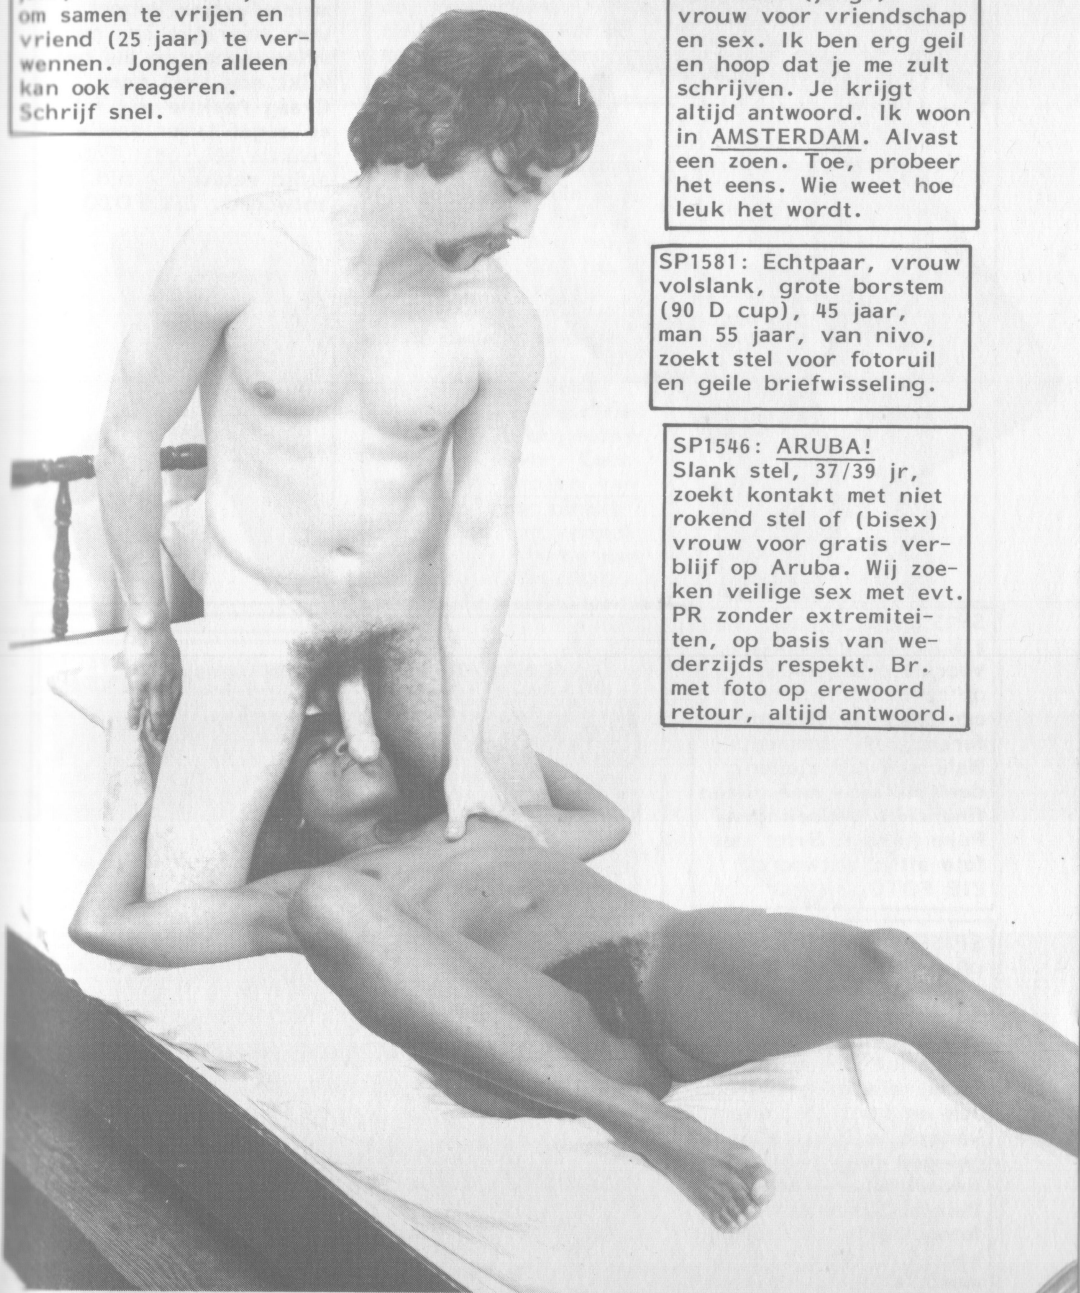 om samen te vrijen en
vriend (25 jaar) te ver-
wennen. Jongen alleen
kan ook reageren.
Schrijf snel.
vrouw voor vriendschap
en sex. Ik ben erg geil
en hoop dat je me zult
schrijven. Je krijgt
altijd antwoord. Ik woon
in AMSTERDAM. Alvast
een zoen. Toe, probeer
het eens. Wie weet hoe
leuk het wordt.
SP1581: Echtpaar, vrouw
volslank, grote borstem
(90 D cup), 45 jaar,
man 55 jaar, van nivo,
zoekt stel voor fotoruil
en geile briefwisseling.
SP1546: ARUBA!
Slank stel, 37/39 jr,
zoekt kontakt met niet
rokend stel of (bisex)
vrouw voor gratis ver-
blijf op Aruba. Wij zoe-
ken veilige sex met evt.
PR zonder extremitei-
ten, op basis van we-
derzijds respekt. Br.
met foto op erewoord
retour, altijd antwoord.